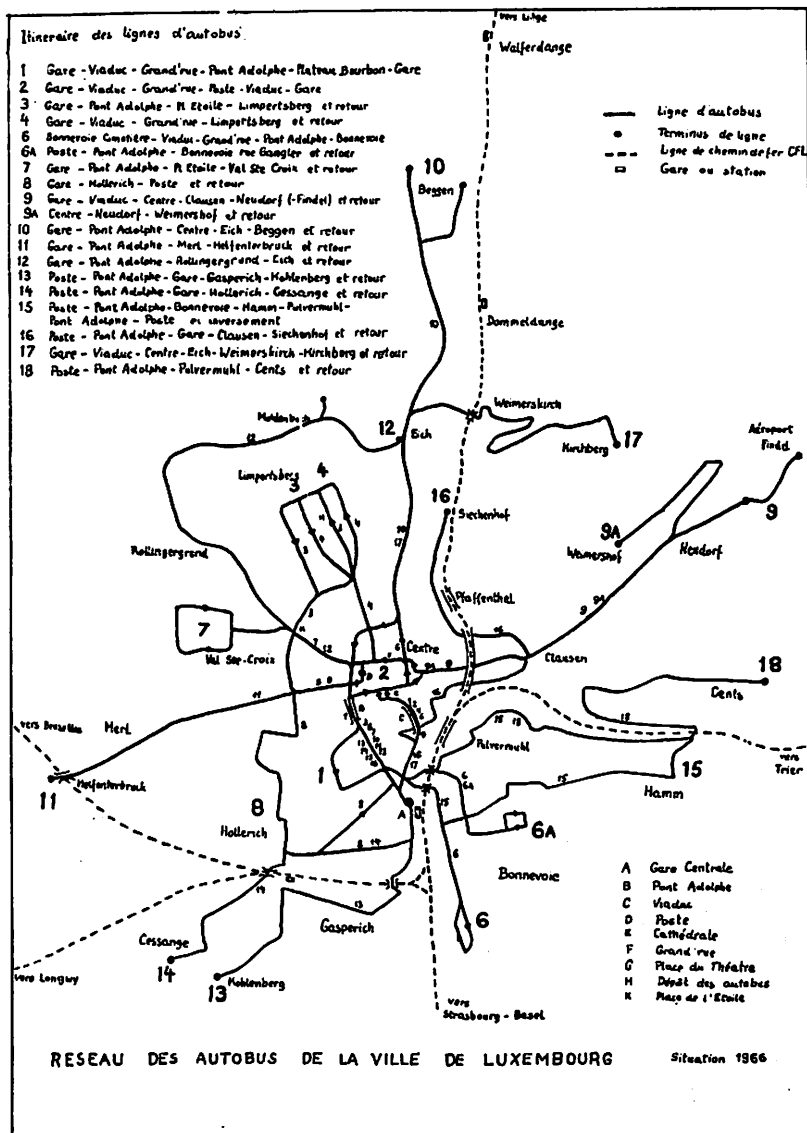 Itineraire des lignes d'autobus
1 Gare - Viaduc - Grand'rue - Pont Adolphe - Plateau Bourbon - Gare
2 Gare - Viaduc - Grand'rue - Poste - Viaduc - Gare
3 Gare - Pont Adolphe - Pl. Etoile - Limpertsberg et retour
4 Gare - Viaduc - Grand'rue - Limpertsberg et retour
6 Bonnevoie Cimetière - Viaduc - Grand'rue - Pont Adolphe - Bonnevoie
6A Poste - Pont Adolphe - Bonnevoie rue Gangler et retour
7 Gare - Pont Adolphe - Pl. Etoile - Val Ste Croix et retour
8 Gare - Hollerich - Poste et retour
9 Gare - Viaduc - Centre - Clausen - Neudorf (-Findel) et retour
9A Centre - Neudorf - Weimershof et retour
10 Gare - Pont Adolphe - Centre - Eich - Beggen et retour
11 Gare - Pont Adolphe - Merl - Helfenterbruck et retour
12 Gare - Pont Adolphe - Rollingergrund - Eich et retour
13 Poste - Pont Adolphe - Gare - Gasperich - Kohlenberg et retour
14 Poste - Pont Adolphe - Gare - Hollerich - Cessange et retour
15 Poste - Pont Adolphe - Bonnevoie - Hamm - Pulvermuhl -
Pont Adolphe - Poste et inversement
16 Poste - Pont Adolphe - Gare - Clausen - Siechenhof et retour
17 Gare - Viaduc - Centre - Eich - Weimerskirch - Kirchberg et retour
18 Poste - Pont Adolphe - Pulvermuhl - Cents et retour
vers Liège
Walferdange
Ligne d'autobus
Terminus de ligne
Ligne de chemin de fer CFL
Gare ou station
10
Beggen
10
Dommeldange
Weimerskirch
12
Eich
12
Kirchberg
17
Aéroport
Findel
Limpertsberg
3
4
16
Siechenhof
9A
Weimershof
9
Neudorf
Rollingergrund
10
17
Pfaffenthal
9
9A
7
Val Ste-Croix
Centre
2
Clausen
18
Cents
11
Merl
vers Bruxelles
11
Helfenterbruck
8
Hollerich
1
A
C
Pulvermuhl
15
Hamm
vers
Trier
6A
Bonnevoie
6
Gasperich
13
Cessange
14
Kohlenberg
13
vers Longwy
vers
Strasbourg - Basel
A Gare Centrale
B Pont Adolphe
C Viaduc
D Poste
E Cathédrale
F Grand'rue
G Place du Théatre
H Dépôt des autobus
K Place de l'Etoile
RESEAU DES AUTOBUS DE LA VILLE DE LUXEMBOURG
Situation 1966